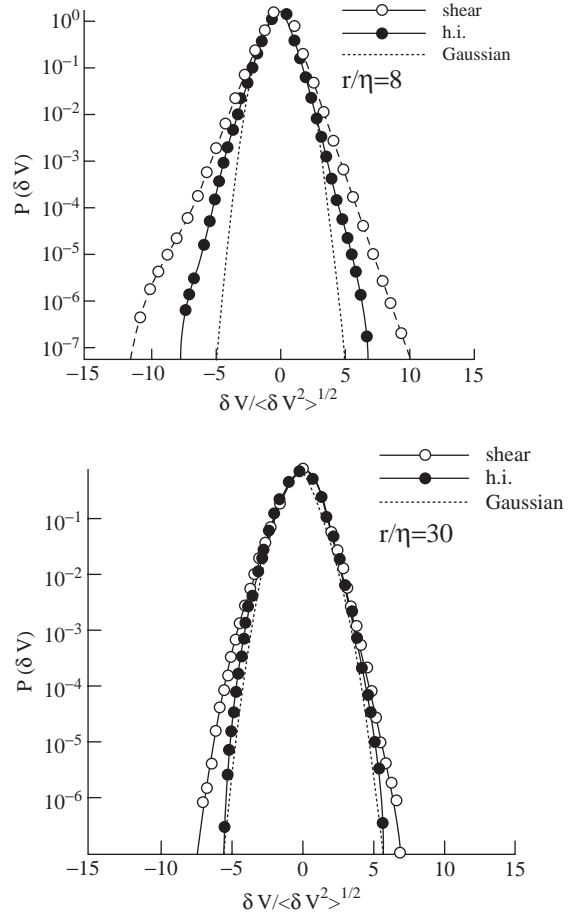 shear
h.i.
Gaussian
r/η=8
P (δ V)
10⁰
10⁻¹
10⁻²
10⁻³
10⁻⁴
10⁻⁵
10⁻⁶
10⁻⁷
−15 −10 −5 0 5 10 15
δ V/<δ V²>^1/2
shear
h.i.
Gaussian
r/η=30
P (δ V)
10⁻¹
10⁻²
10⁻³
10⁻⁴
10⁻⁵
10⁻⁶
−15 −10 −5 0 5 10 15
δ V/<δ V²>^1/2